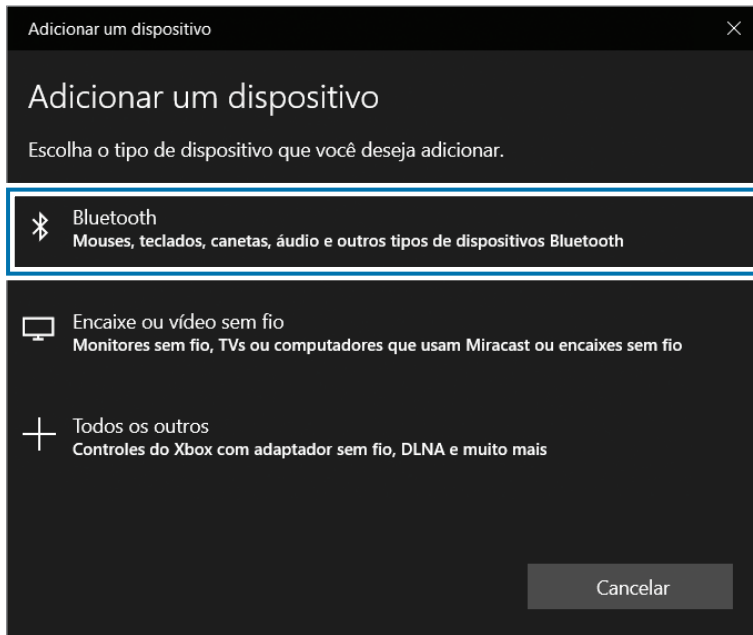 Adicionar um dispositivo
Adicionar um dispositivo
Escolha o tipo de dispositivo que você deseja adicionar.
Bluetooth
Mouses, teclados, canetas, áudio e outros tipos de dispositivos Bluetooth
Encaixe ou vídeo sem fio
Monitores sem fio, TVs ou computadores que usam Miracast ou encaixes sem fio
Todos os outros
Controles do Xbox com adaptador sem fio, DLNA e muito mais
Cancelar